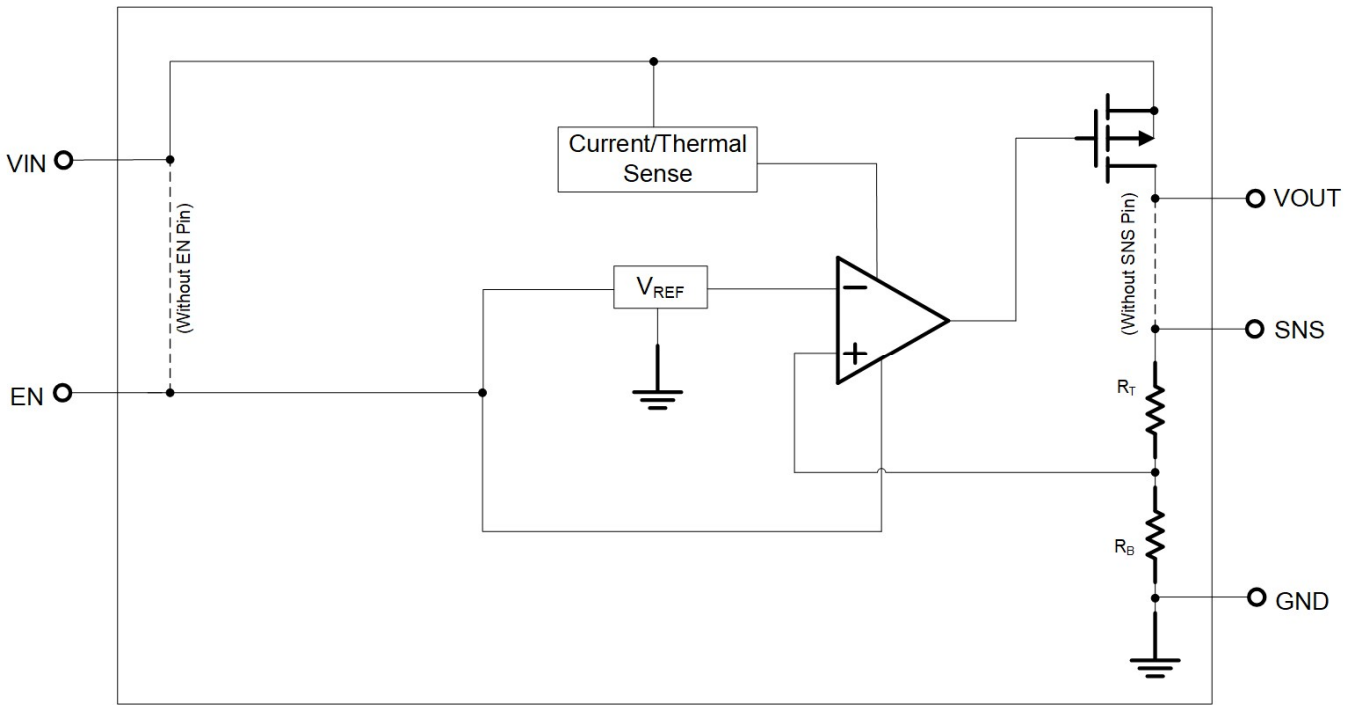 Current/Thermal
Sense
VIN
(Without EN Pin)
(Without SNS Pin)
VOUT
VREF
−
+
SNS
EN
RT
RB
GND